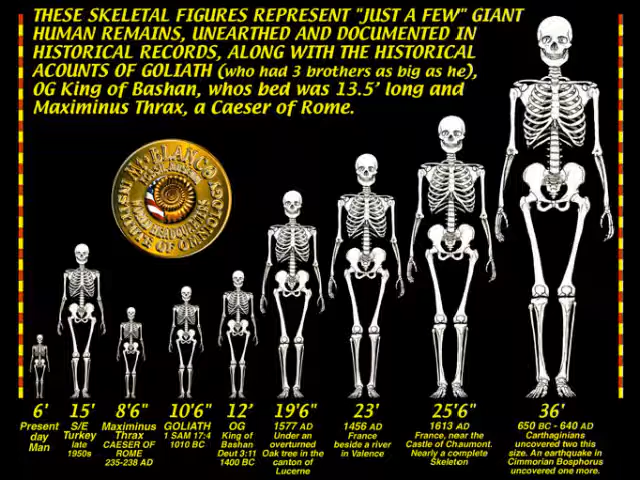 THESE SKELETAL FIGURES REPRESENT "JUST A FEW" GIANT
HUMAN REMAINS, UNEARTHED AND DOCUMENTED IN
HISTORICAL RECORDS, ALONG WITH THE HISTORICAL
ACOUNTS OF GOLIATH (who had 3 brothers as big as he),
OG King of Bashan, whos bed was 13.5' long and
Maximinus Thrax, a Caeser of Rome.
Mt. BLANCO
FOSSIL MUSEUM
6'
Present
day
Man
15'
S/E
Turkey
late
1950s
8'6"
Maximinus
Thrax
CAESER OF
ROME
235-238 AD
10'6"
GOLIATH
1 SAM 17:4
1010 BC
12'
OG
King of
Bashan
Deut 3:11
1400 BC
19'6"
1577 AD
Under an
overturned
Oak tree in the
canton of
Lucerne
23'
1456 AD
France
beside a river
in Valence
25'6"
1613 AD
France, near the
Castle of Chaumont.
Nearly a complete
Skeleton
36'
650 BC - 640 AD
Carthaginians
uncovered two this
size. An earthquake in
Cimmorian Bosphorus
uncovered one more.